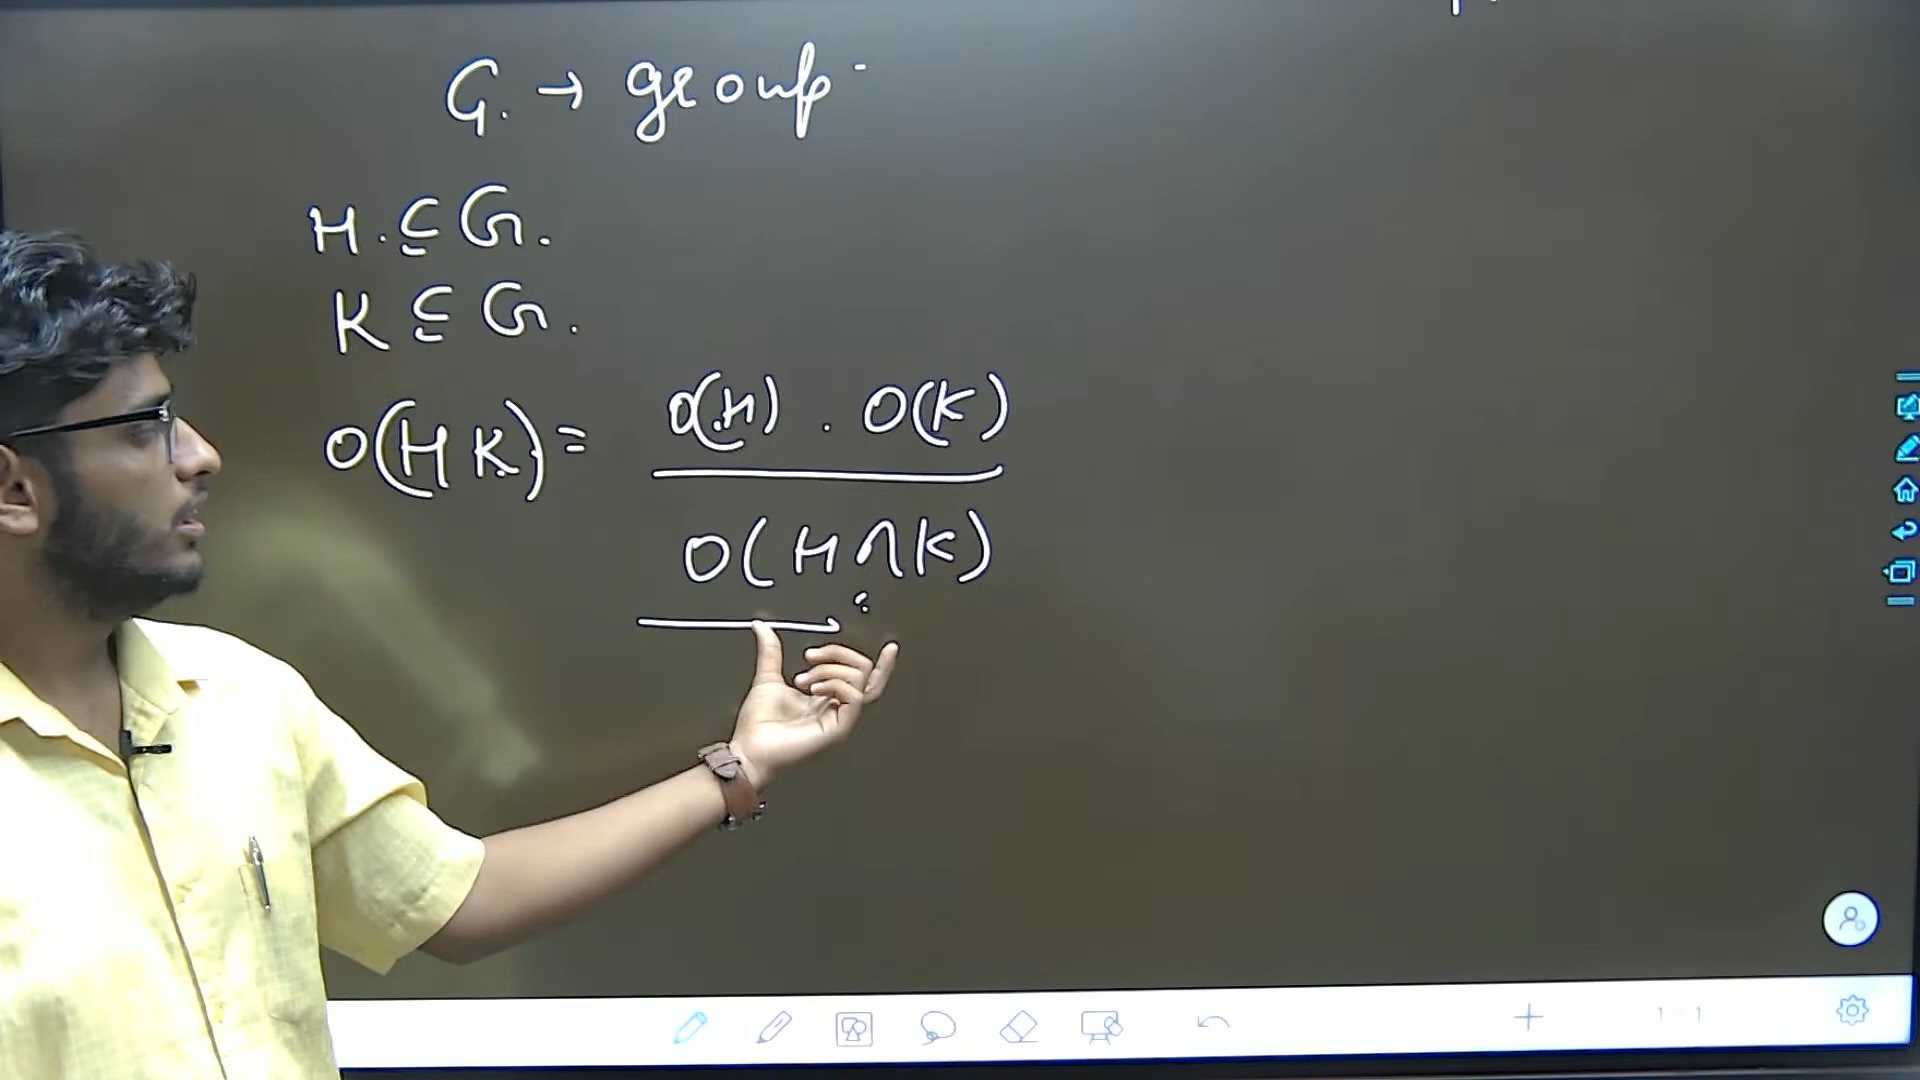 G. → group
H ⊆ G.
K ⊆ G.
O(HK) = O(H) . O(K)
O(H∩K)